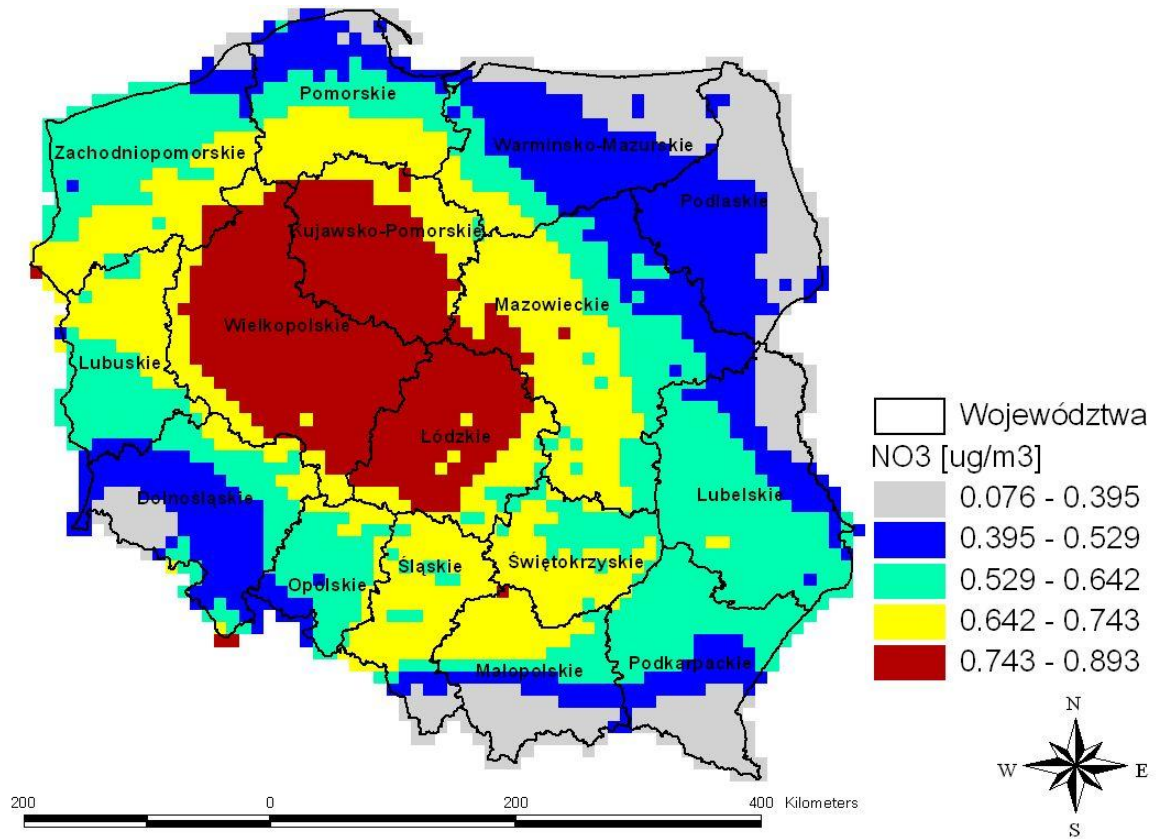 Pomorskie
Zachodniopomorskie
Warmińsko-Mazurskie
Podlaskie
Kujawsko-Pomorskie
Mazowieckie
Wielkopolskie
Lubuskie
Łódzkie
Dolnośląskie
Lubelskie
Opolskie
Śląskie
Świętokrzyskie
Małopolskie
Podkarpackie
Województwa
NO3 [ug/m3]
0.076 - 0.395
0.395 - 0.529
0.529 - 0.642
0.642 - 0.743
0.743 - 0.893
N
W E
S
200 0 200 400 Kilometers